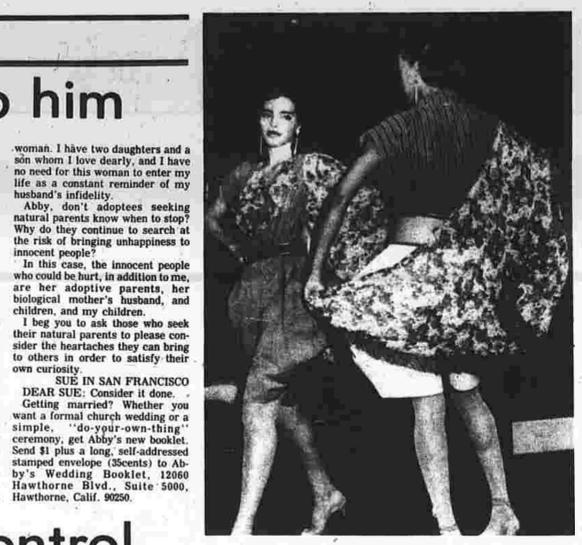 o him
woman. I have two daughters and a
son whom I love dearly, and I have
no need for this woman to enter my
life as a constant reminder of my
husband's infidelity.
Abby, don't adoptees seeking
natural parents know when to stop?
Why do they continue to search at
the risk of bringing unhappiness to
innocent people?
In this case, the innocent people
who could be hurt, in addition to me,
are her adoptive parents, her
biological mother's husband, and
children, and my children.
I beg you to ask those who seek
their natural parents to please con-
sider the heartaches they can bring
to others in order to satisfy their
own curiosity.
SUE IN SAN FRANCISCO
DEAR SUE: Consider it done.
Getting married? Whether you
want a formal church wedding or a
simple, "do-your-own-thing"
ceremony, get Abby's new booklet.
Send $1 plus a long, self-addressed
stamped envelope (35cents) to Ab-
by's Wedding Booklet, 12060
Hawthorne Blvd., Suite 5000,
Hawthorne, Calif. 90250.
ontrol